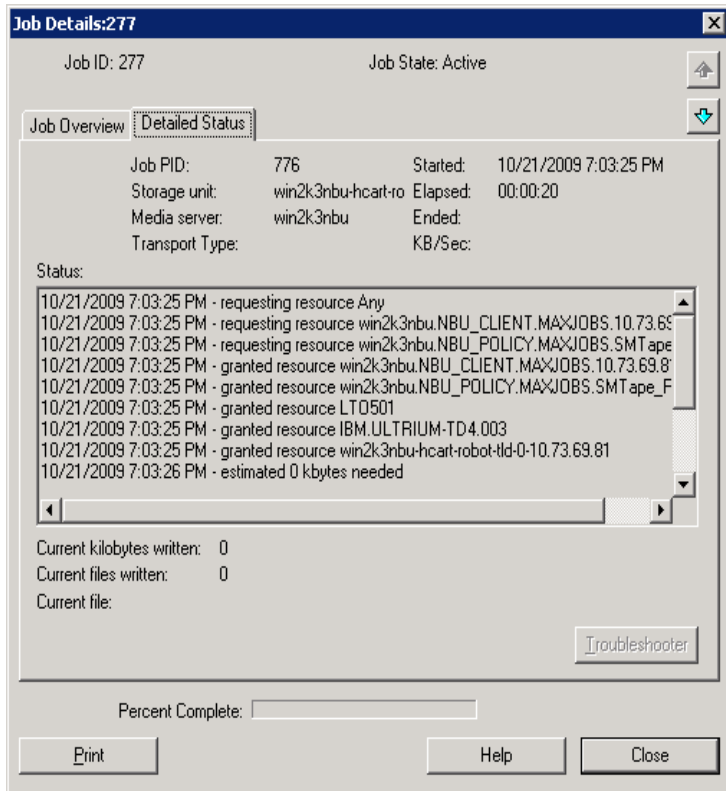 Job Details:277
Job ID: 277 Job State: Active
Job Overview Detailed Status
Job PID: 776 Started: 10/21/2009 7:03:25 PM
Storage unit: win2k3nbu-hcart-ro Elapsed: 00:00:20
Media server: win2k3nbu Ended:
Transport Type: KB/Sec:
Status:
10/21/2009 7:03:25 PM - requesting resource Any
10/21/2009 7:03:25 PM - requesting resource win2k3nbu.NBU_CLIENT.MAXJOBS.10.73.69
10/21/2009 7:03:25 PM - requesting resource win2k3nbu.NBU_POLICY.MAXJOBS.SMTape
10/21/2009 7:03:25 PM - granted resource win2k3nbu.NBU_CLIENT.MAXJOBS.10.73.69.8
10/21/2009 7:03:25 PM - granted resource win2k3nbu.NBU_POLICY.MAXJOBS.SMTape_F
10/21/2009 7:03:25 PM - granted resource LTO501
10/21/2009 7:03:25 PM - granted resource IBM.ULTRIUM-TD4.003
10/21/2009 7:03:25 PM - granted resource win2k3nbu-hcart-robot-tld-0-10.73.69.81
10/21/2009 7:03:26 PM - estimated 0 kbytes needed
Current kilobytes written: 0
Current files written: 0
Current file:
Troubleshooter
Percent Complete:
Print Help Close